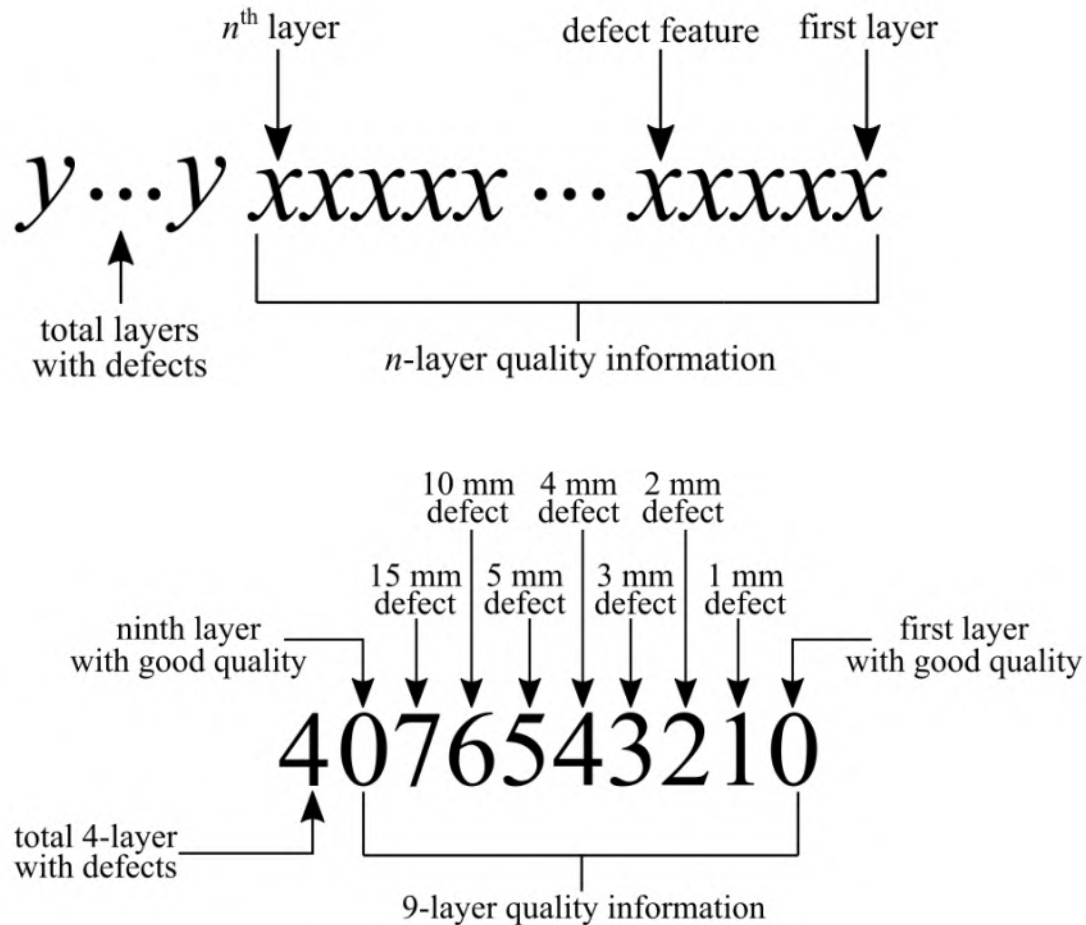 nth layer
defect feature
first layer
y...y xxxxx ... xxxxx
total layers
with defects
n-layer quality information
10 mm
defect
4 mm
defect
2 mm
defect
15 mm
defect
5 mm
defect
3 mm
defect
1 mm
defect
ninth layer
with good quality
first layer
with good quality
4076543210
total 4-layer
with defects
9-layer quality information